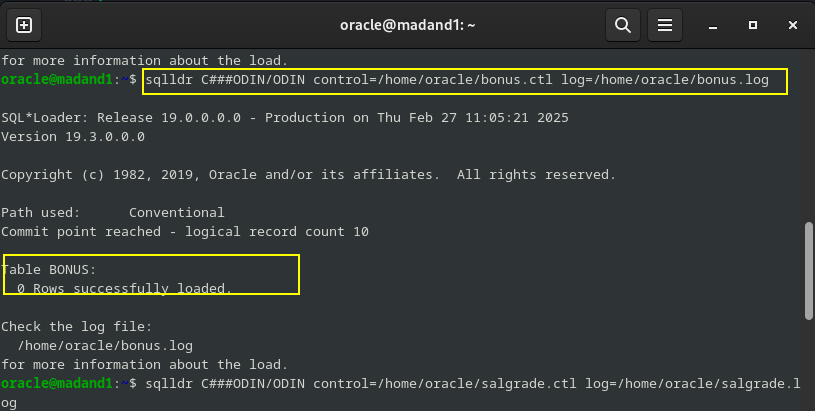 oracle@madand1: ~
for more information about the load.
oracle@madand1:~$ sqlldr C###ODIN/ODIN control=/home/oracle/bonus.ctl log=/home/oracle/bonus.log
SQL*Loader: Release 19.0.0.0.0 - Production on Thu Feb 27 11:05:21 2025
Version 19.3.0.0.0
Copyright (c) 1982, 2019, Oracle and/or its affiliates.  All rights reserved.
Path used:      Conventional
Commit point reached - logical record count 10
Table BONUS:
  0 Rows successfully loaded.
Check the log file:
  /home/oracle/bonus.log
for more information about the load.
oracle@madand1:~$ sqlldr C###ODIN/ODIN control=/home/oracle/salgrade.ctl log=/home/oracle/salgrade.l
og